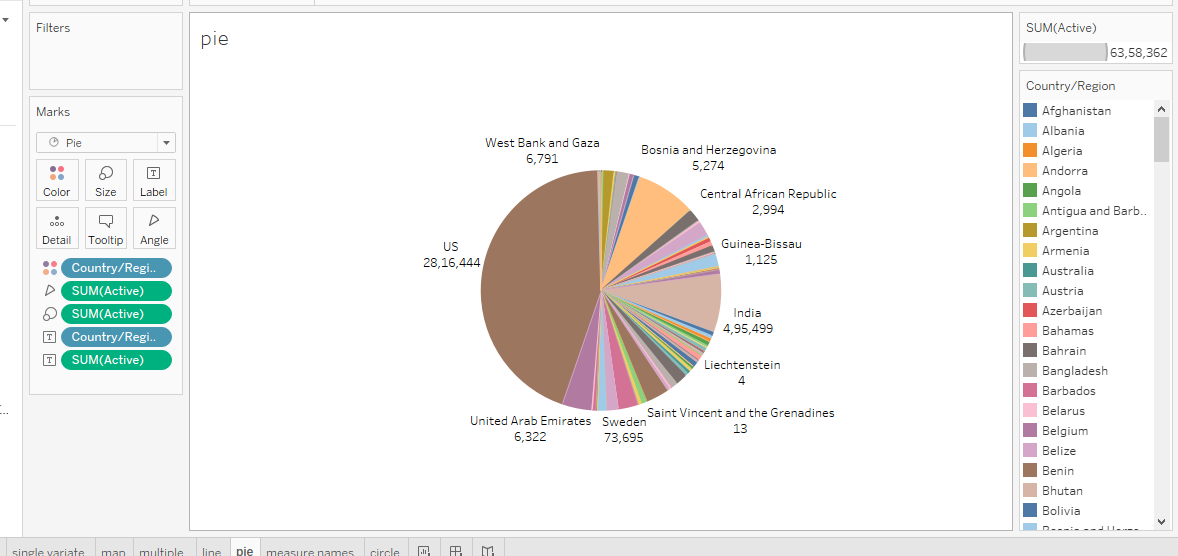 Filters
Marks
Pie
Color
Size
Label
Detail
Tooltip
Angle
Country/Regi..
SUM(Active)
SUM(Active)
Country/Regi..
SUM(Active)
pie
West Bank and Gaza
6,791
Bosnia and Herzegovina
5,274
Central African Republic
2,994
Guinea-Bissau
1,125
US
28,16,444
India
4,95,499
Liechtenstein
4
Saint Vincent and the Grenadines
13
United Arab Emirates
6,322
Sweden
73,695
SUM(Active)
63,58,362
Country/Region
Afghanistan
Albania
Algeria
Andorra
Angola
Antigua and Barb..
Argentina
Armenia
Australia
Austria
Azerbaijan
Bahamas
Bahrain
Bangladesh
Barbados
Belarus
Belgium
Belize
Benin
Bhutan
Bolivia
Bosnia and Herze..
single variate
map
multiple
line
pie
measure names
circle